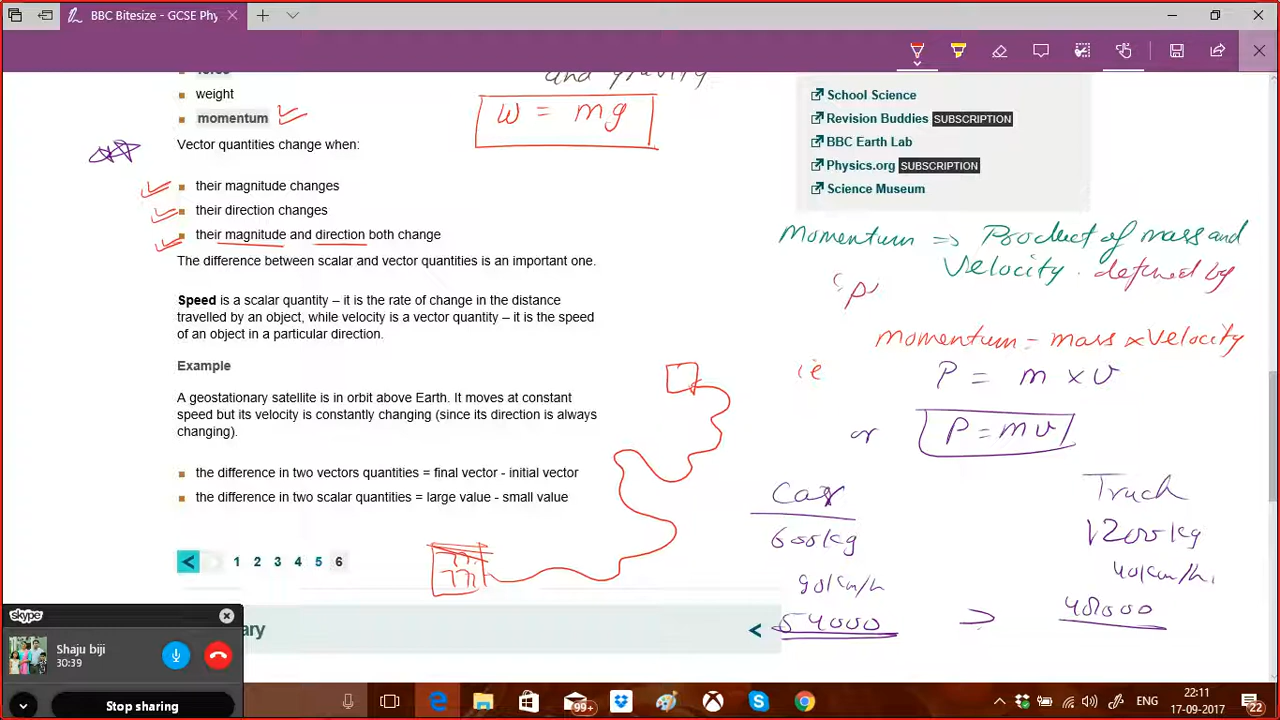 BBC Bitesize - GCSE Phy
force
weight
momentum
Vector quantities change when:
their magnitude changes
their direction changes
their magnitude and direction both change
The difference between scalar and vector quantities is an important one.
Speed is a scalar quantity – it is the rate of change in the distance
travelled by an object, while velocity is a vector quantity – it is the speed
of an object in a particular direction.
Example
A geostationary satellite is in orbit above Earth. It moves at constant
speed but its velocity is constantly changing (since its direction is always
changing).
the difference in two vectors quantities = final vector - initial vector
the difference in two scalar quantities = large value - small value
1 2 3 4 5 6
and gravity
W = mg
School Science
Revision Buddies SUBSCRIPTION
BBC Earth Lab
Physics.org SUBSCRIPTION
Science Museum
Momentum => Product of mass and
Velocity . defined by
'p'
Momentum = mass x Velocity
ie P = m x v
or P = mv
Car Truck
600kg 1200kg
90km/h 40km/h
54000 => 48000
ary
skype
Shaju biji
30:39
Stop sharing
99+
ENG
22:11
17-09-2017
22